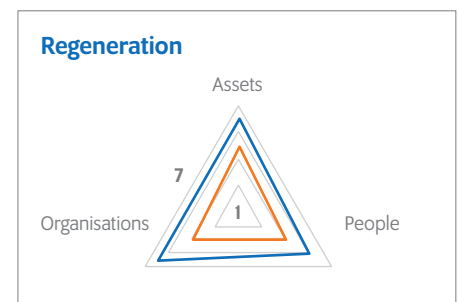 Regeneration
Assets
7
1
Organisations
People